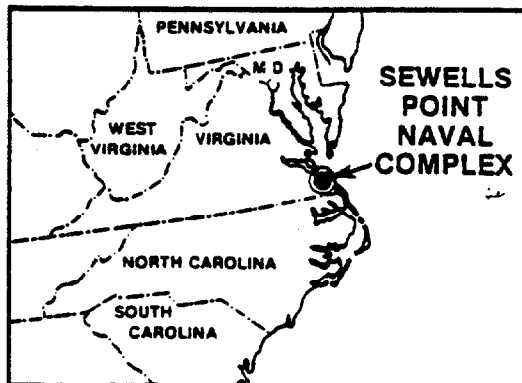 PENNSYLVANIA
M D
SEWELLS
POINT
NAVAL
COMPLEX
WEST
VIRGINIA
VIRGINIA
NORTH CAROLINA
SOUTH
CAROLINA